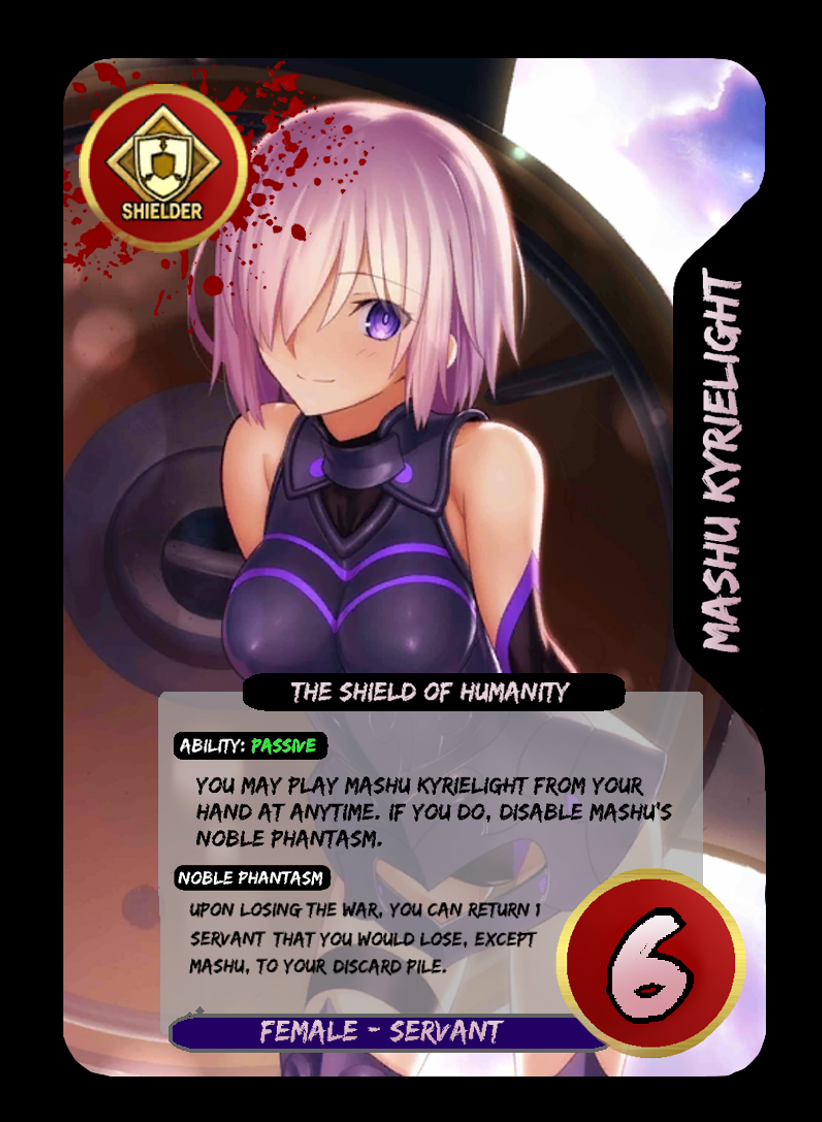 SHIELDER
MASHU KYRIELIGHT
THE SHIELD OF HUMANITY
ABILITY: PASSIVE
YOU MAY PLAY MASHU KYRIELIGHT FROM YOUR
HAND AT ANYTIME. IF YOU DO, DISABLE MASHU'S
NOBLE PHANTASM.
NOBLE PHANTASM
UPON LOSING THE WAR, YOU CAN RETURN 1
SERVANT THAT YOU WOULD LOSE, EXCEPT
MASHU, TO YOUR DISCARD PILE.
6
FEMALE - SERVANT